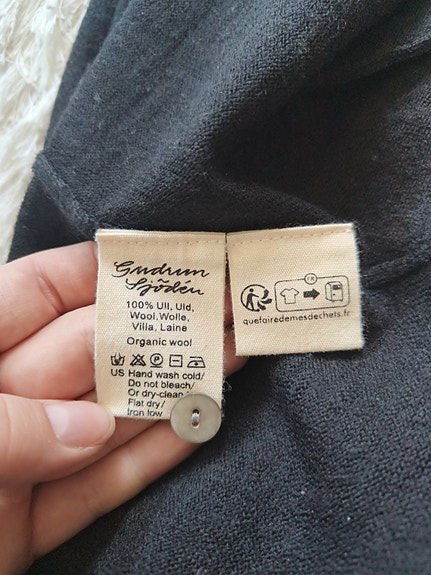 Gudrun
Sjödén
100% Ull, Uld,
Wool, Wolle,
Villa, Laine
Organic wool
US Hand wash cold/
Do not bleach/
Or dry-clean
Flat dry/
Iron low
FR
quefairedemesdechets.fr